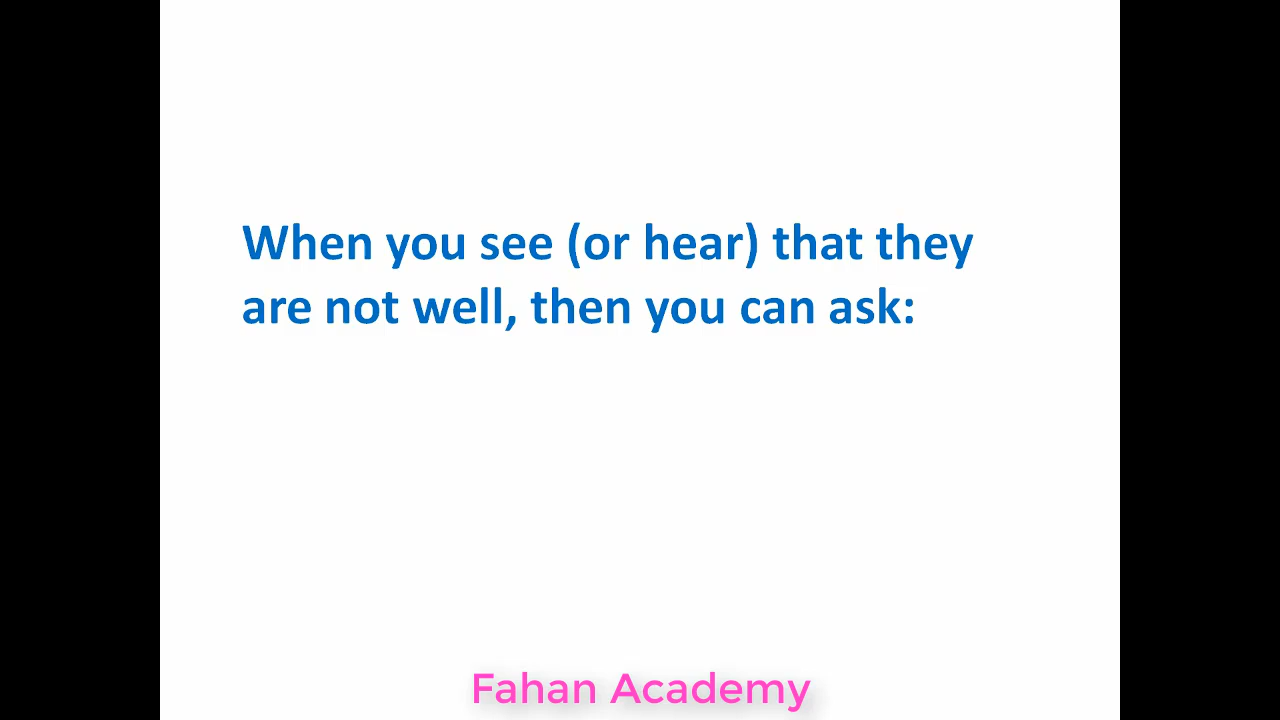 When you see (or hear) that they
are not well, then you can ask:
Fahan Academy